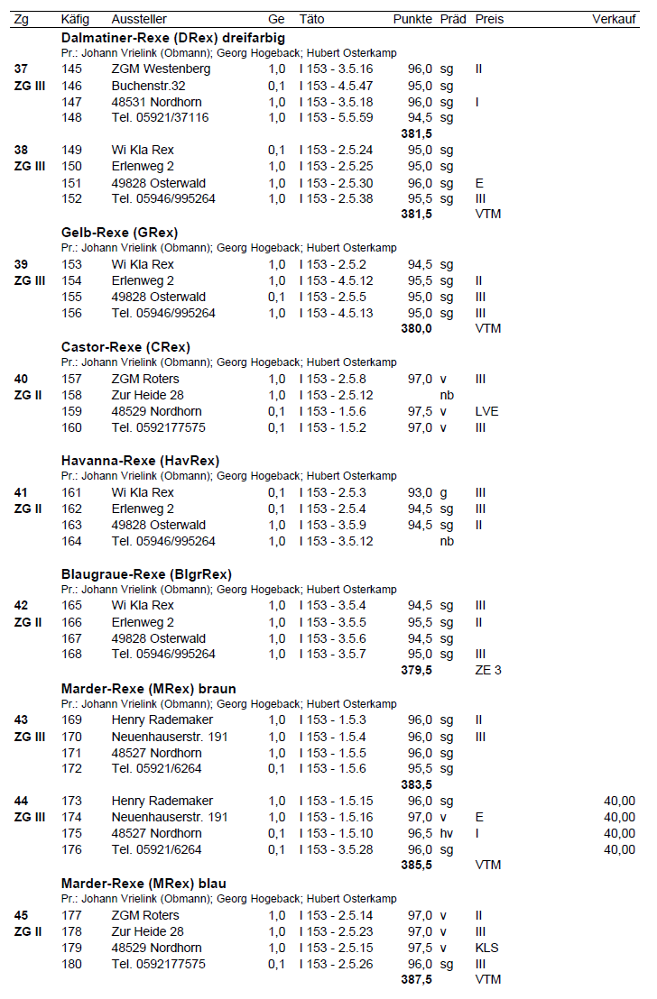 Zg Käfig Aussteller Ge Täto Punkte Präd Preis Verkauf
Dalmatiner-Rexe (DRex) dreifarbig
Pr.: Johann Vrielink (Obmann); Georg Hogeback; Hubert Osterkamp
37 145 ZGM Westenberg 1,0 I 153 - 3.5.16 96,0 sg II
ZG III 146 Buchenstr.32 0,1 I 153 - 4.5.47 95,0 sg
147 48531 Nordhorn 1,0 I 153 - 3.5.18 96,0 sg I
148 Tel. 05921/37116 1,0 I 153 - 5.5.59 94,5 sg
381,5
38 149 Wi Kla Rex 0,1 I 153 - 2.5.24 95,0 sg
ZG III 150 Erlenweg 2 1,0 I 153 - 2.5.25 95,0 sg
151 49828 Osterwald 1,0 I 153 - 2.5.30 96,0 sg E
152 Tel. 05946/995264 1,0 I 153 - 2.5.38 95,5 sg III
381,5 VTM
Gelb-Rexe (GRex)
Pr.: Johann Vrielink (Obmann); Georg Hogeback; Hubert Osterkamp
39 153 Wi Kla Rex 1,0 I 153 - 2.5.2 94,5 sg
ZG III 154 Erlenweg 2 1,0 I 153 - 4.5.12 95,5 sg II
155 49828 Osterwald 0,1 I 153 - 2.5.5 95,0 sg III
156 Tel. 05946/995264 1,0 I 153 - 4.5.13 95,0 sg III
380,0 VTM
Castor-Rexe (CRex)
Pr.: Johann Vrielink (Obmann); Georg Hogeback; Hubert Osterkamp
40 157 ZGM Roters 1,0 I 153 - 2.5.8 97,0 v III
ZG II 158 Zur Heide 28 1,0 I 153 - 2.5.12 nb
159 48529 Nordhorn 0,1 I 153 - 1.5.6 97,5 v LVE
160 Tel. 0592177575 0,1 I 153 - 1.5.2 97,0 v III
Havanna-Rexe (HavRex)
Pr.: Johann Vrielink (Obmann); Georg Hogeback; Hubert Osterkamp
41 161 Wi Kla Rex 0,1 I 153 - 2.5.3 93,0 g III
ZG II 162 Erlenweg 2 0,1 I 153 - 2.5.4 94,5 sg III
163 49828 Osterwald 1,0 I 153 - 3.5.9 94,5 sg II
164 Tel. 05946/995264 1,0 I 153 - 3.5.12 nb
Blaugraue-Rexe (BlgrRex)
Pr.: Johann Vrielink (Obmann); Georg Hogeback; Hubert Osterkamp
42 165 Wi Kla Rex 1,0 I 153 - 3.5.4 94,5 sg III
ZG II 166 Erlenweg 2 1,0 I 153 - 3.5.5 95,5 sg II
167 49828 Osterwald 1,0 I 153 - 3.5.6 94,5 sg
168 Tel. 05946/995264 1,0 I 153 - 3.5.7 95,0 sg III
379,5 ZE 3
Marder-Rexe (MRex) braun
Pr.: Johann Vrielink (Obmann); Georg Hogeback; Hubert Osterkamp
43 169 Henry Rademaker 1,0 I 153 - 1.5.3 96,0 sg II
ZG III 170 Neuenhauserstr. 191 1,0 I 153 - 1.5.4 96,0 sg III
171 48527 Nordhorn 1,0 I 153 - 1.5.5 96,0 sg
172 Tel. 05921/6264 0,1 I 153 - 1.5.6 95,5 sg
383,5
44 173 Henry Rademaker 1,0 I 153 - 1.5.15 96,0 sg 40,00
ZG III 174 Neuenhauserstr. 191 1,0 I 153 - 1.5.16 97,0 v E 40,00
175 48527 Nordhorn 0,1 I 153 - 1.5.10 96,5 hv I 40,00
176 Tel. 05921/6264 0,1 I 153 - 3.5.28 96,0 sg 40,00
385,5 VTM
Marder-Rexe (MRex) blau
Pr.: Johann Vrielink (Obmann); Georg Hogeback; Hubert Osterkamp
45 177 ZGM Roters 1,0 I 153 - 2.5.14 97,0 v II
ZG II 178 Zur Heide 28 1,0 I 153 - 2.5.23 97,0 v III
179 48529 Nordhorn 1,0 I 153 - 2.5.15 97,5 v KLS
180 Tel. 0592177575 0,1 I 153 - 2.5.26 96,0 sg III
387,5 VTM